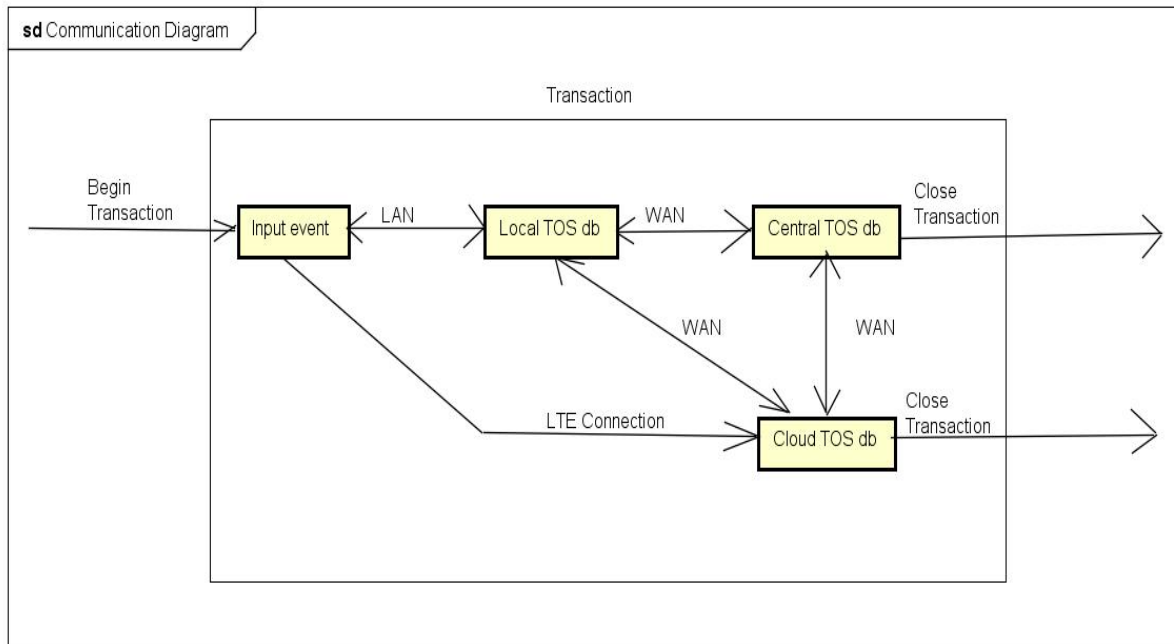 sd Communication Diagram
Transaction
Begin
Transaction
Input event
LAN
Local TOS db
WAN
Central TOS db
Close
Transaction
WAN
WAN
LTE Connection
Cloud TOS db
Close
Transaction